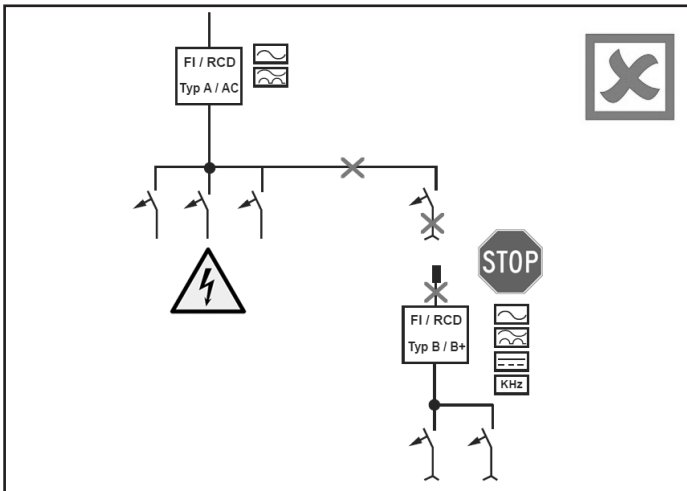 FI / RCD
Typ A / AC
STOP
FI / RCD
Typ B / B+
KHz